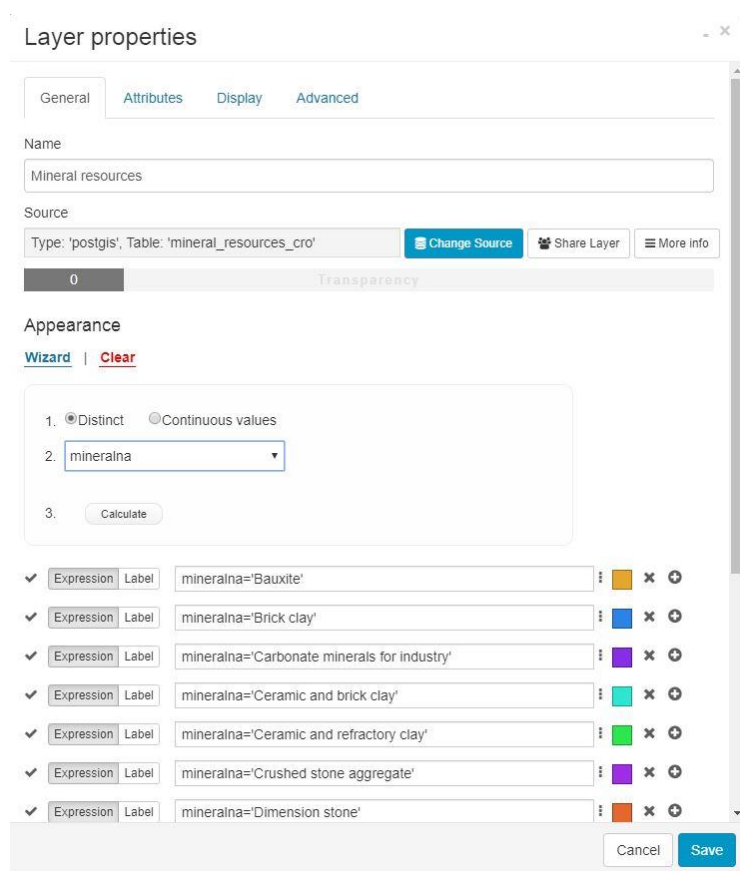 Layer properties
General Attributes Display Advanced
Name
Mineral resources
Source
Type: 'postgis', Table: 'mineral_resources_cro' Change Source Share Layer More info
0 Transparency
Appearance
Wizard | Clear
1. Distinct Continuous values
2. mineralna
3. Calculate
Expression Label mineralna='Bauxite'
Expression Label mineralna='Brick clay'
Expression Label mineralna='Carbonate minerals for industry'
Expression Label mineralna='Ceramic and brick clay'
Expression Label mineralna='Ceramic and refractory clay'
Expression Label mineralna='Crushed stone aggregate'
Expression Label mineralna='Dimension stone'
Cancel Save